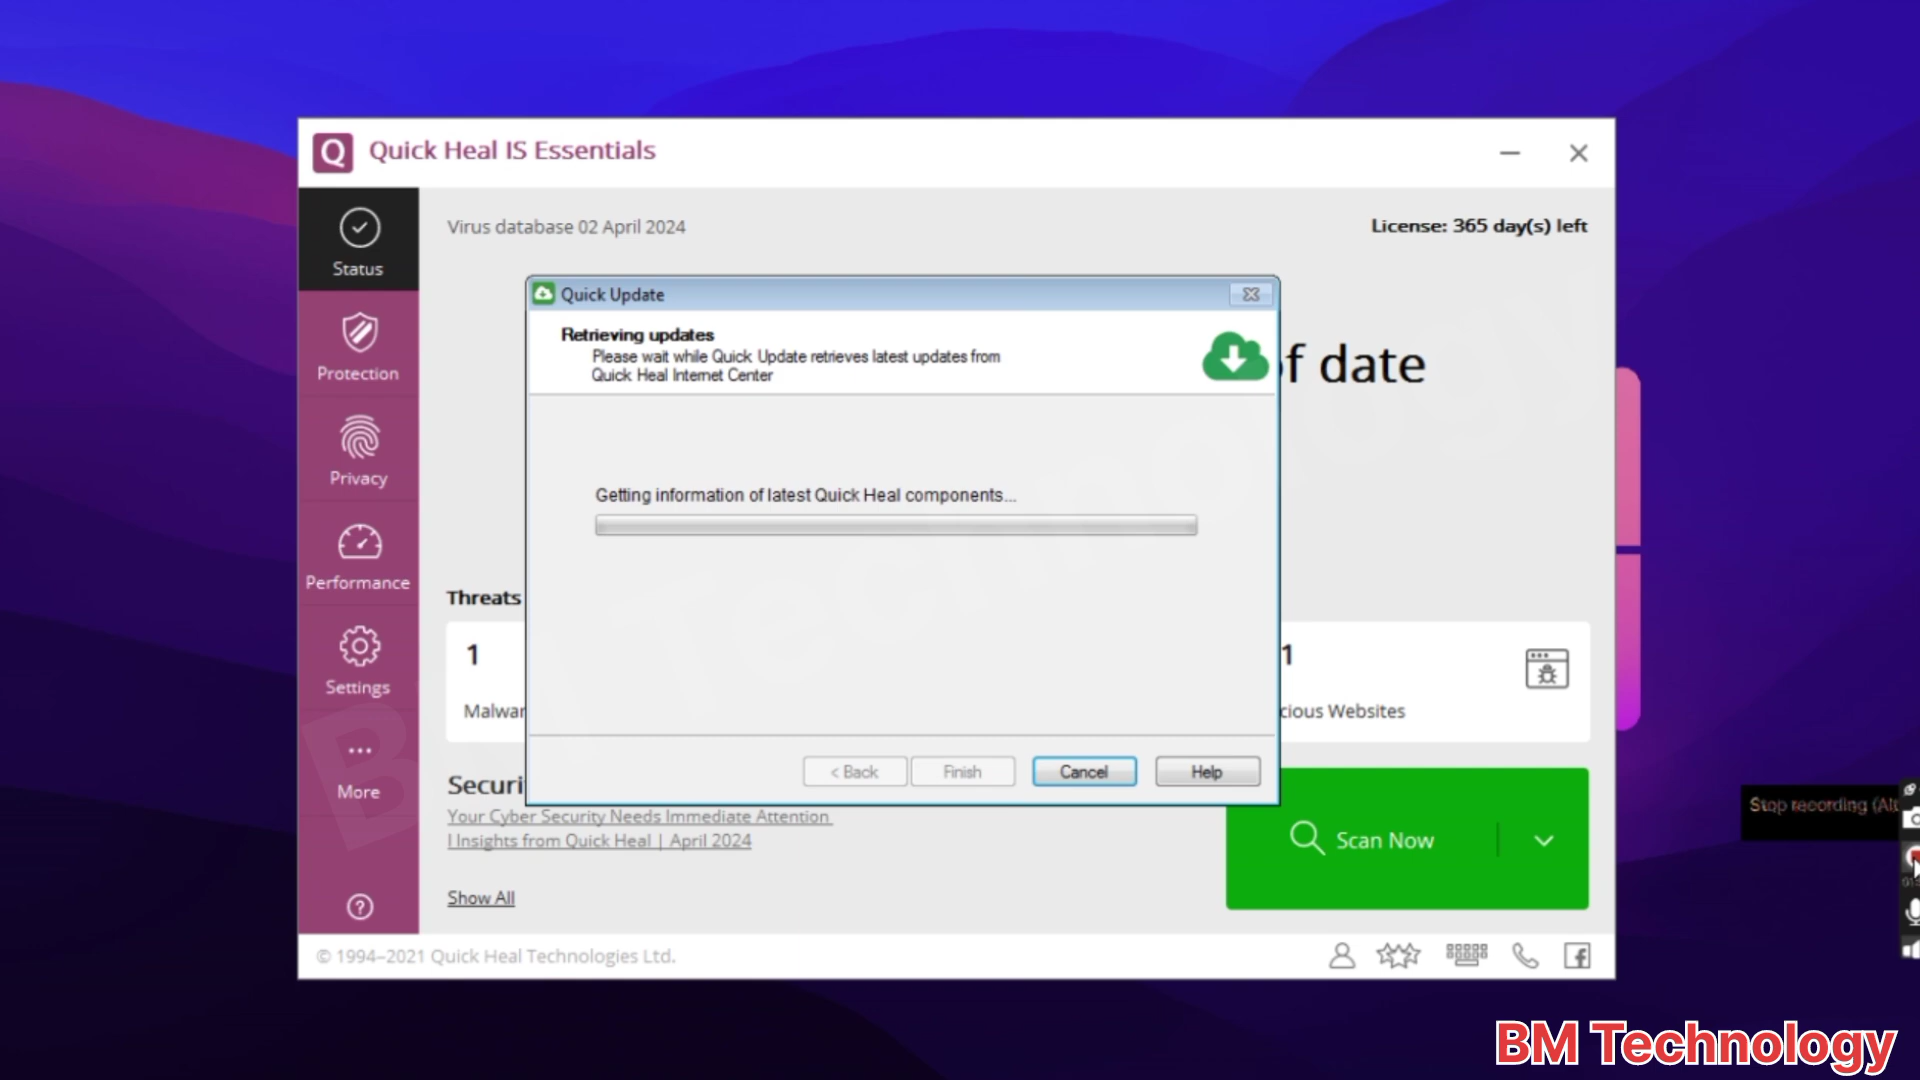 Q Quick Heal IS Essentials
Status
Protection
Privacy
Performance
Settings
More
Virus database 02 April 2024
License: 365 day(s) left
Quick Update
Retrieving updates
Please wait while Quick Update retrieves latest updates from
Quick Heal Internet Center
of date
Getting information of latest Quick Heal components...
Threats
1
1
Malwar
cious Websites
< Back Finish Cancel Help
Securi
Your Cyber Security Needs Immediate Attention
| Insights from Quick Heal | April 2024
Scan Now
Show All
© 1994–2021 Quick Heal Technologies Ltd.
Stop recording (Alt
BM Technology
BM Technology